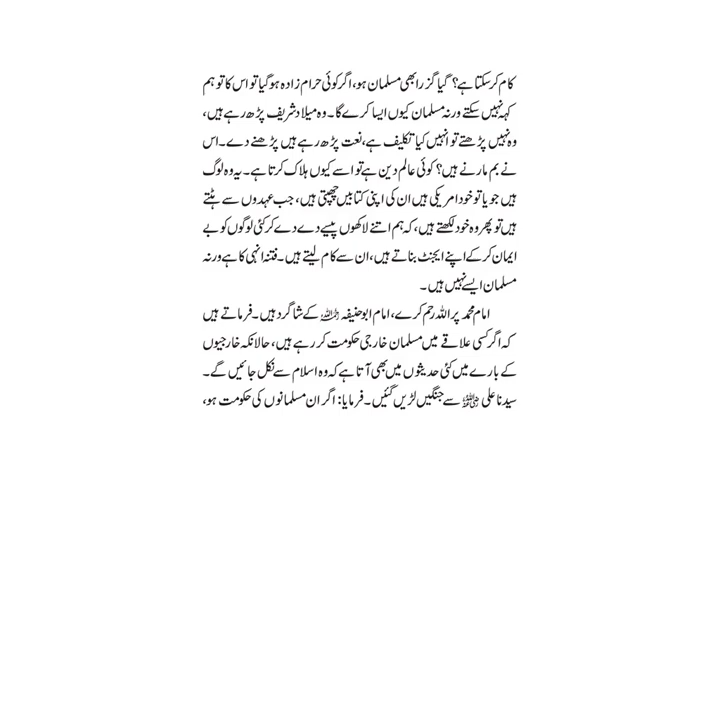 کام کر سکتا ہے؟ گیا گزرا بھی مسلمان ہو، اگر کوئی حرام زادہ ہو گیا تو اس کا تو ہم
کہہ نہیں سکتے ورنہ مسلمان کیوں ایسا کرے گا۔ وہ میلاد شریف پڑھ رہے ہیں،
وہ نہیں پڑھتے تو انہیں کیا تکلیف ہے، نعت پڑھ رہے ہیں پڑھنے دے۔ اس
نے بم مارنے ہیں؟ کوئی عالم دین ہے تو اسے کیوں ہلاک کرتا ہے۔ یہ وہ لوگ
ہیں جو یا تو خود امریکی ہیں ان کی اپنی کتابیں چھپتی ہیں، جب عہدوں سے ہٹتے
ہیں تو پھر وہ خود لکھتے ہیں، کہ ہم اتنے لاکھوں پیسے دے دے کر کئی لوگوں کو بے
ایمان کر کے اپنے ایجنٹ بناتے ہیں، ان سے کام لیتے ہیں۔ فتنہ انہی کا ہے ورنہ
مسلمان ایسے نہیں ہیں۔
امام محمد پر اللہ رحم کرے، امام ابوحنیفہ رحمہ اللہ کے شاگرد ہیں۔ فرماتے ہیں
کہ اگر کسی علاقے میں مسلمان خارجی حکومت کر رہے ہیں، حالانکہ خارجیوں
کے بارے میں کئی حدیثوں میں بھی آتا ہے کہ وہ اسلام سے نکل جائیں گے۔
سیدنا علی رضی اللہ عنہ سے جنگیں لڑیں گئیں۔ فرمایا: اگر ان مسلمانوں کی حکومت ہو،